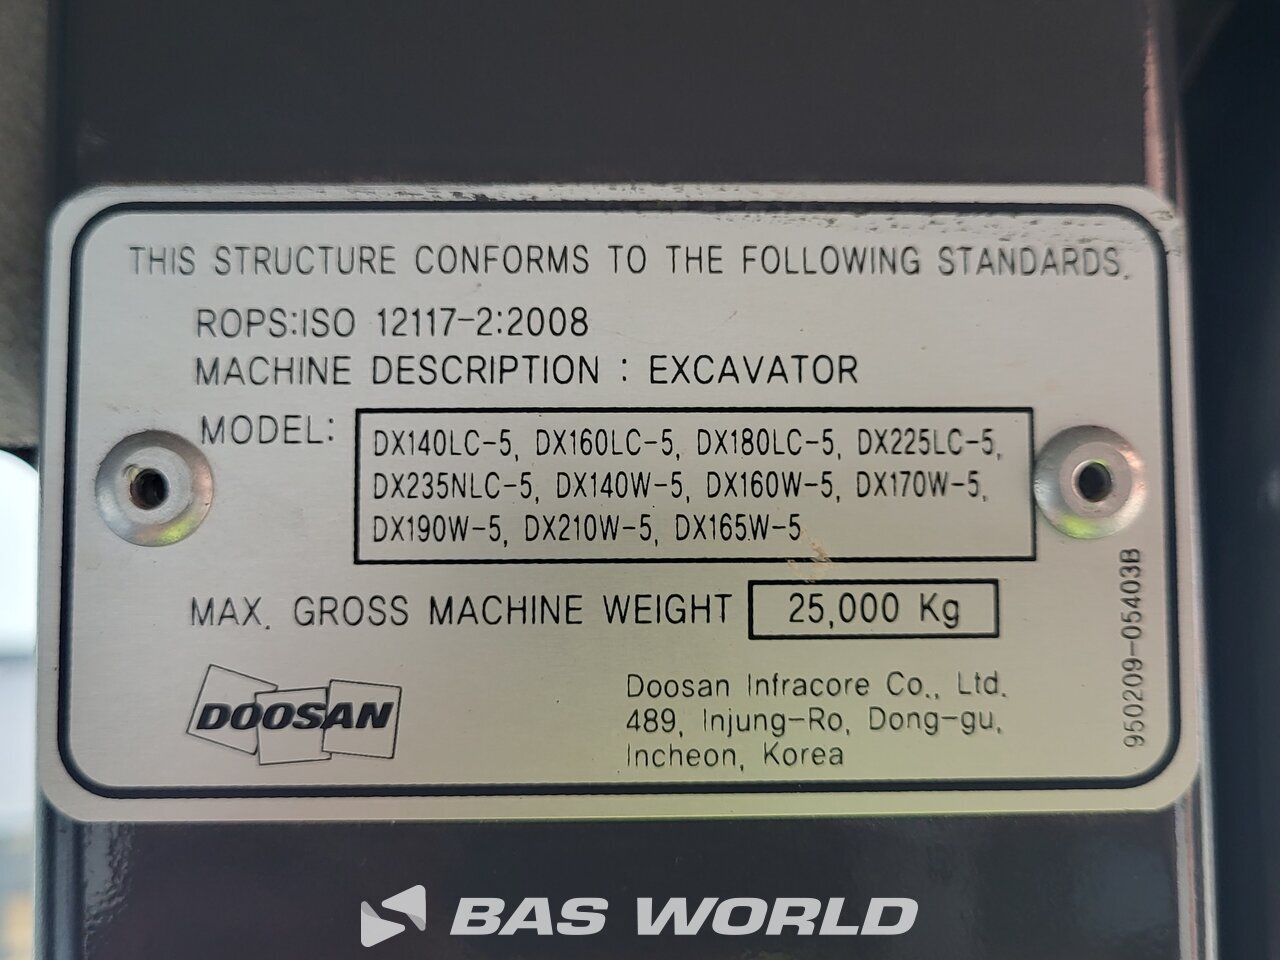 THIS STRUCTURE CONFORMS TO THE FOLLOWING STANDARDS.
ROPS:ISO 12117-2:2008
MACHINE DESCRIPTION : EXCAVATOR
MODEL:
DX140LC-5, DX160LC-5, DX180LC-5, DX225LC-5,
DX235NLC-5, DX140W-5, DX160W-5, DX170W-5,
DX190W-5, DX210W-5, DX165W-5
MAX. GROSS MACHINE WEIGHT 25,000 Kg
DOOSAN
Doosan Infracore Co., Ltd.
489, Injung-Ro, Dong-gu,
Incheon, Korea
950209-05403B
BAS WORLD